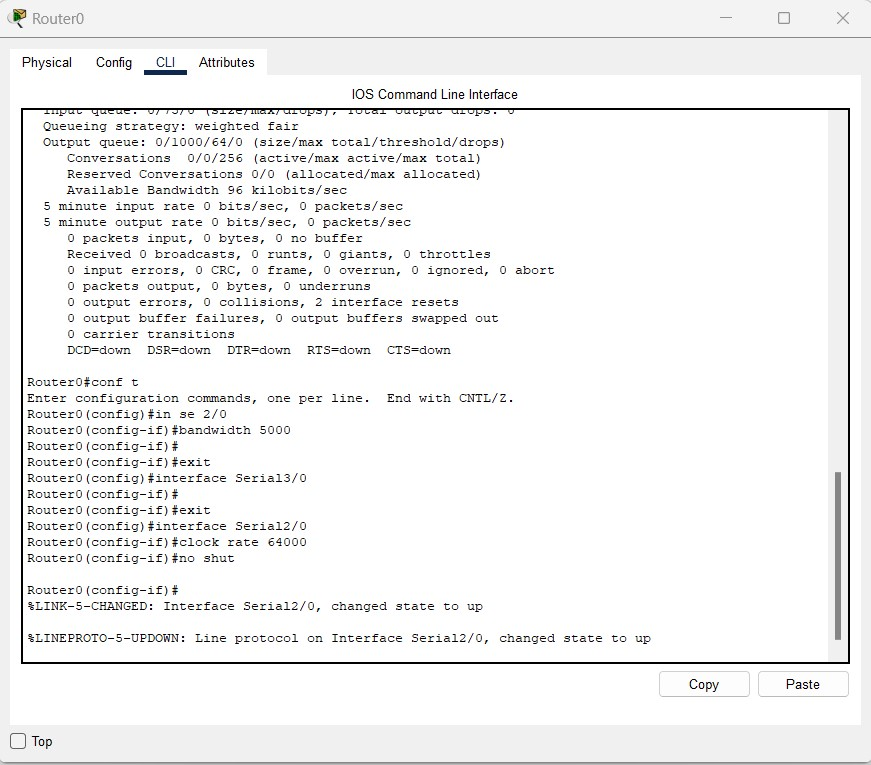 Router0
Physical Config CLI Attributes
IOS Command Line Interface
Input queue: 0/75/0 (size/max/drops); Total output drops: 0
Queueing strategy: weighted fair
Output queue: 0/1000/64/0 (size/max total/threshold/drops)
Conversations 0/0/256 (active/max active/max total)
Reserved Conversations 0/0 (allocated/max allocated)
Available Bandwidth 96 kilobits/sec
5 minute input rate 0 bits/sec, 0 packets/sec
5 minute output rate 0 bits/sec, 0 packets/sec
0 packets input, 0 bytes, 0 no buffer
Received 0 broadcasts, 0 runts, 0 giants, 0 throttles
0 input errors, 0 CRC, 0 frame, 0 overrun, 0 ignored, 0 abort
0 packets output, 0 bytes, 0 underruns
0 output errors, 0 collisions, 2 interface resets
0 output buffer failures, 0 output buffers swapped out
0 carrier transitions
DCD=down DSR=down DTR=down RTS=down CTS=down
Router0#conf t
Enter configuration commands, one per line. End with CNTL/Z.
Router0(config)#in se 2/0
Router0(config-if)#bandwidth 5000
Router0(config-if)#
Router0(config-if)#exit
Router0(config)#interface Serial3/0
Router0(config-if)#
Router0(config-if)#exit
Router0(config)#interface Serial2/0
Router0(config-if)#clock rate 64000
Router0(config-if)#no shut
Router0(config-if)#
%LINK-5-CHANGED: Interface Serial2/0, changed state to up
%LINEPROTO-5-UPDOWN: Line protocol on Interface Serial2/0, changed state to up
Copy Paste
Top